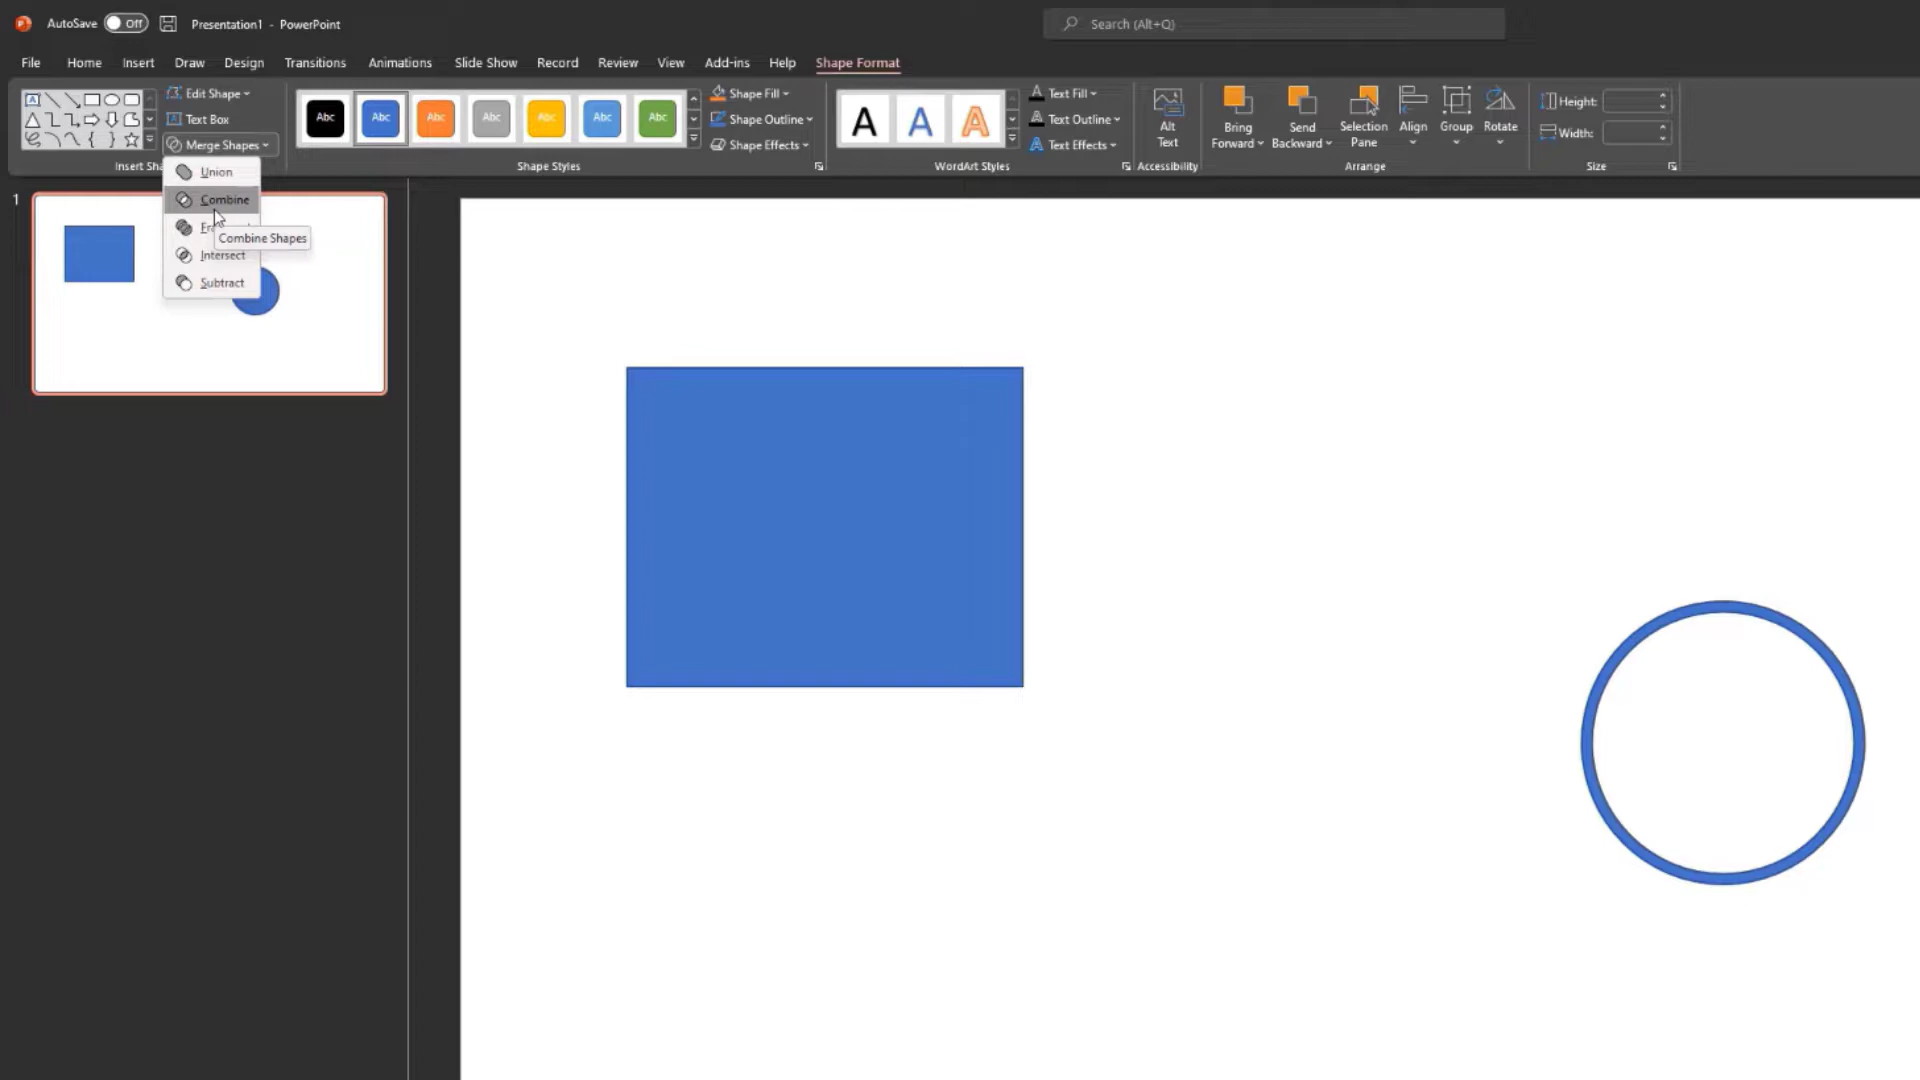 AutoSave Off Presentation1 - PowerPoint Search (Alt+Q)
File Home Insert Draw Design Transitions Animations Slide Show Record Review View Add-ins Help Shape Format
Edit Shape
Text Box
Merge Shapes
Abc Abc Abc Abc Abc Abc Abc
Shape Fill
Shape Outline
Shape Effects
A A A
Text Fill
Text Outline
Text Effects
Alt Text
Bring Forward
Send Backward
Selection Pane
Align
Group
Rotate
Height:
Width:
Shape Styles
WordArt Styles
Accessibility
Arrange
Size
Union
Combine
Combine Shapes
Intersect
Subtract
1